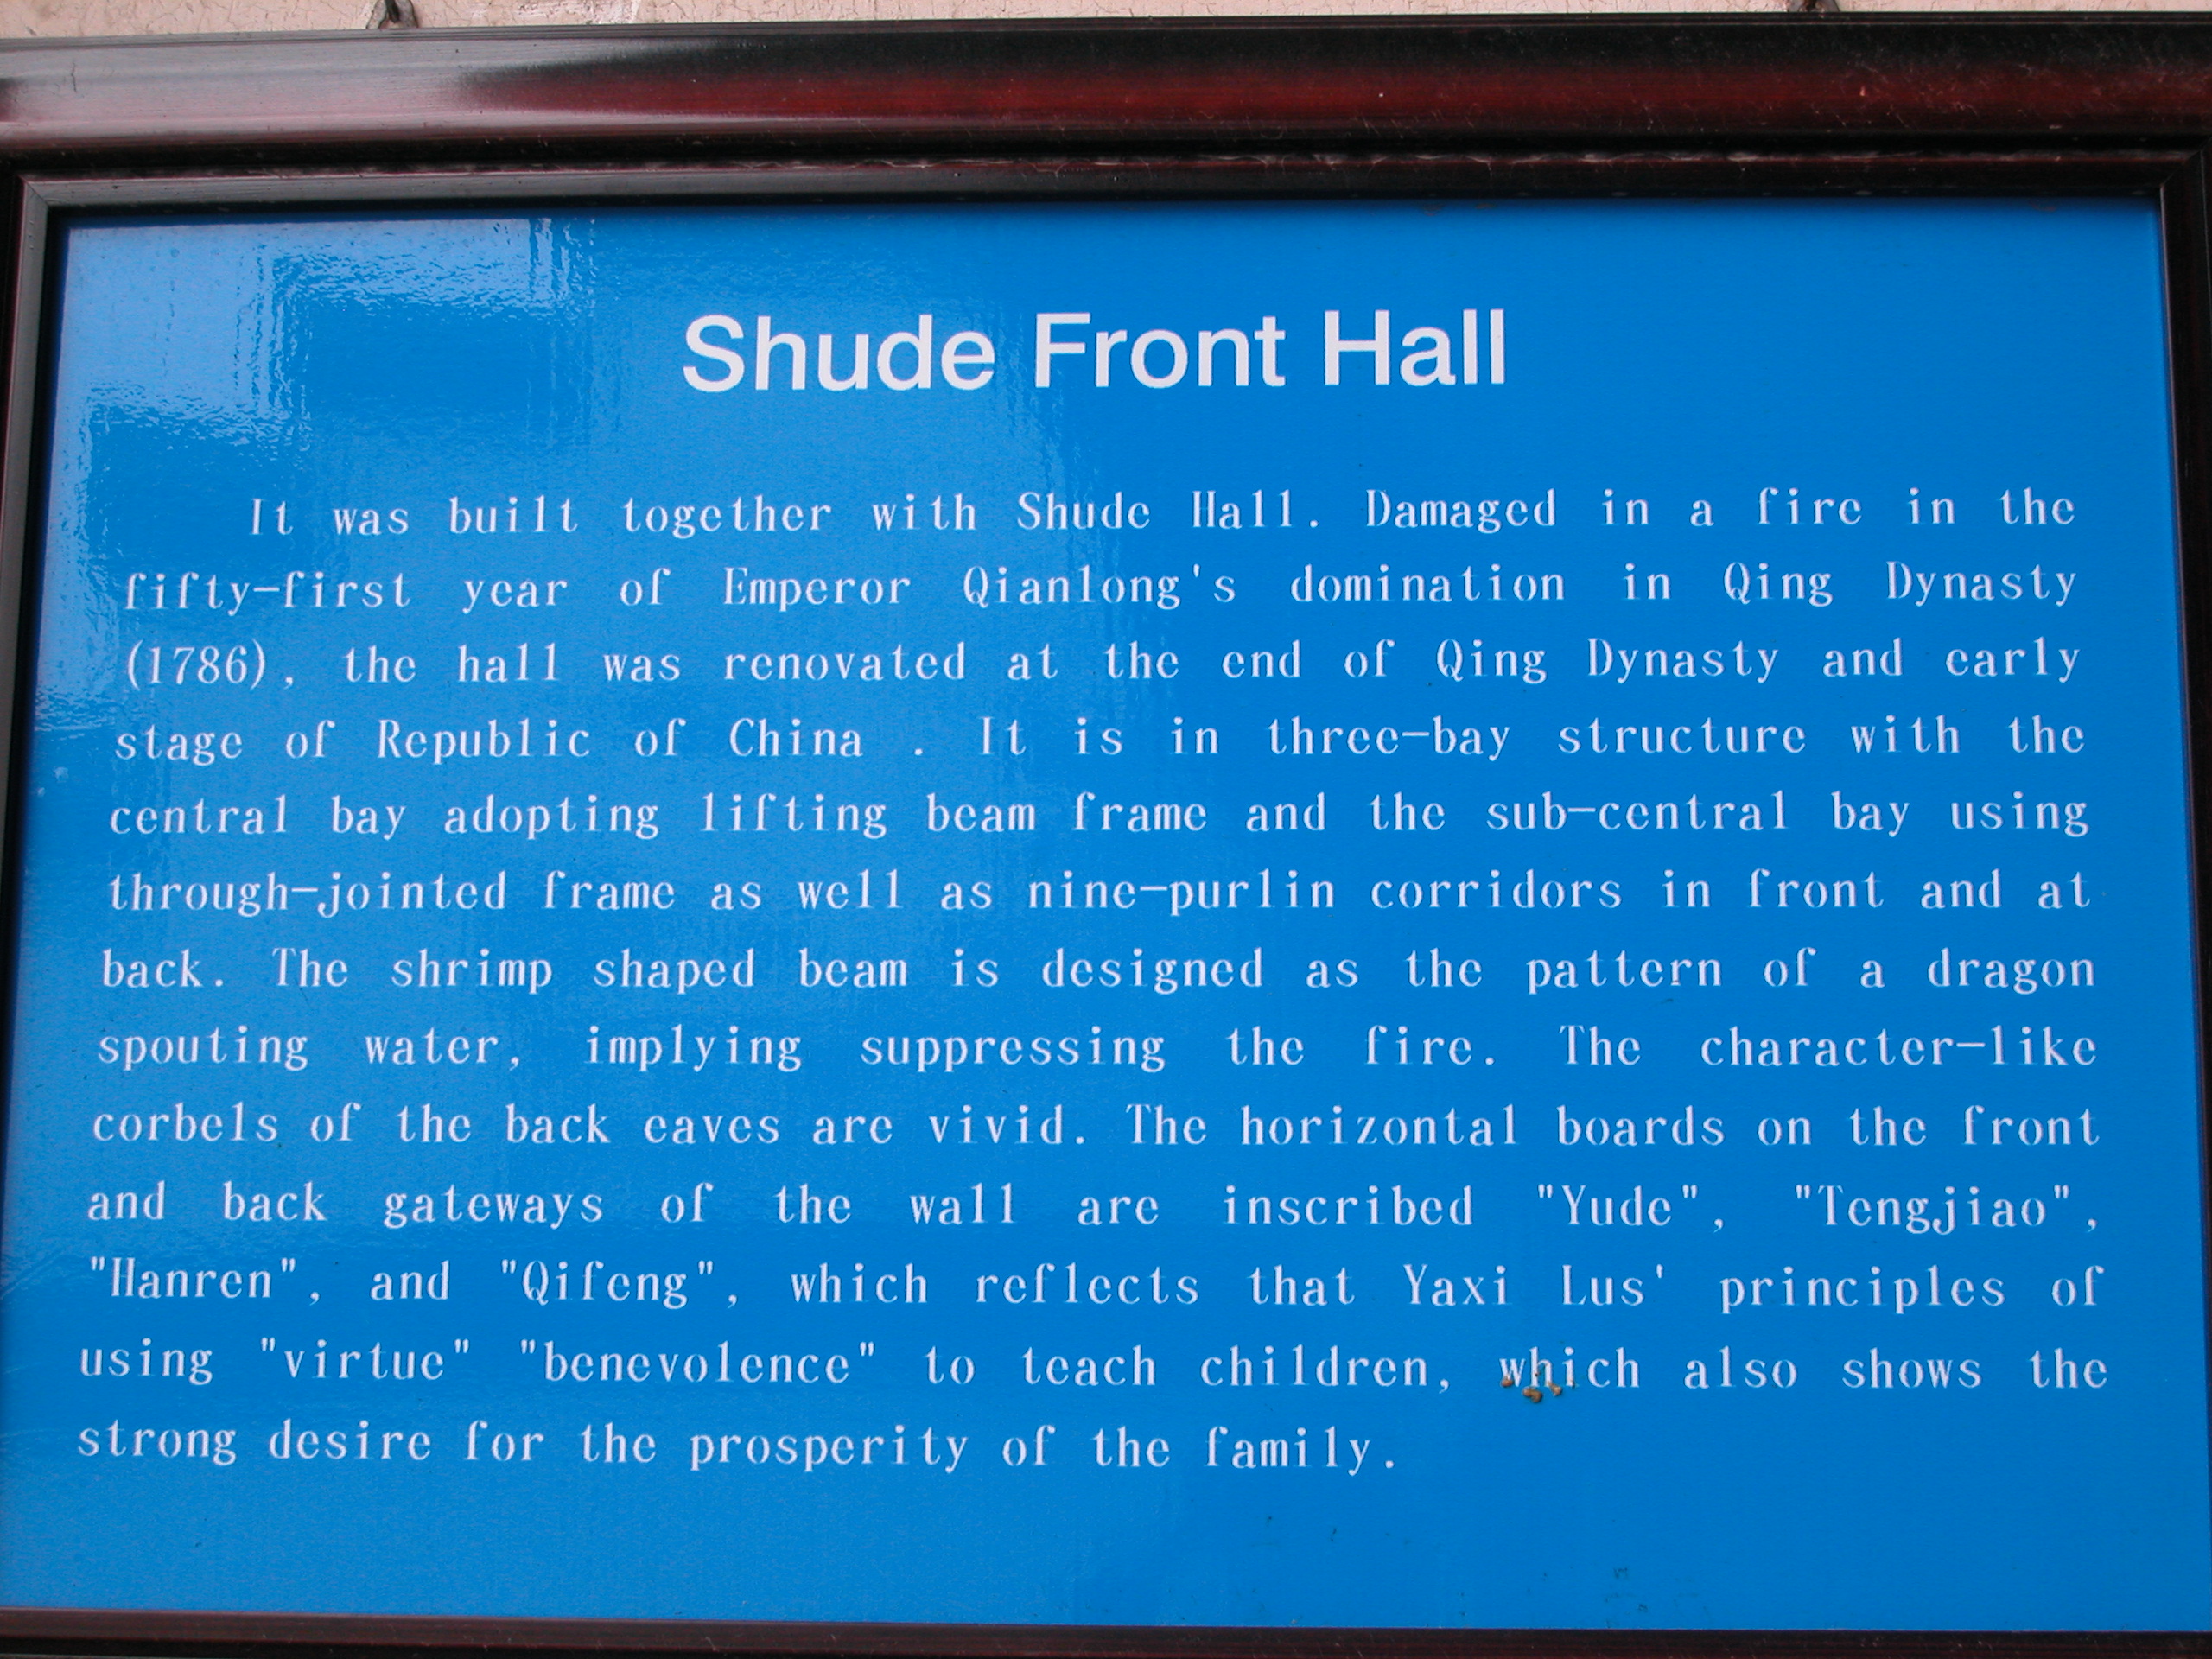 Shude Front Hall
It was built together with Shude Hall. Damaged in a fire in the
fifty-first year of Emperor Qianlong's domination in Qing Dynasty
(1786), the hall was renovated at the end of Qing Dynasty and early
stage of Republic of China . It is in three-bay structure with the
central bay adopting lifting beam frame and the sub-central bay using
through-jointed frame as well as nine-purlin corridors in front and at
back. The shrimp shaped beam is designed as the pattern of a dragon
spouting water, implying suppressing the fire. The character-like
corbels of the back eaves are vivid. The horizontal boards on the front
and back gateways of the wall are inscribed "Yude", "Tengjiao",
"Hanren", and "Qifeng", which reflects that Yaxi Lus' principles of
using "virtue" "benevolence" to teach children, which also shows the
strong desire for the prosperity of the family.